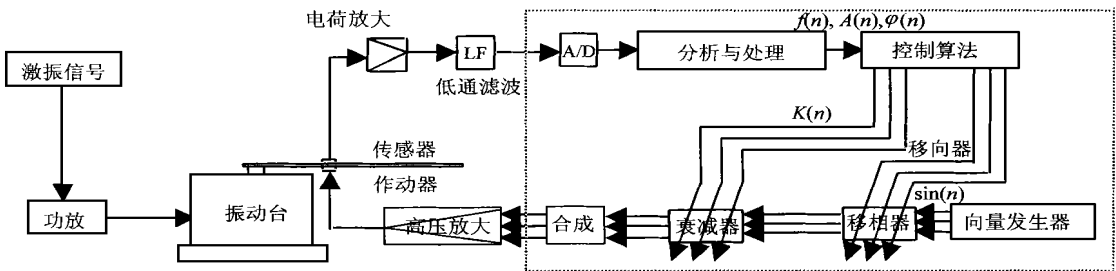 电荷放大
f(n), A(n), φ(n)
激振信号
LF
A/D
分析与处理
控制算法
低通滤波
K(n)
传感器
移向器
作动器
sin(n)
功放
振动台
高压放大
合成
衰减器
移相器
向量发生器